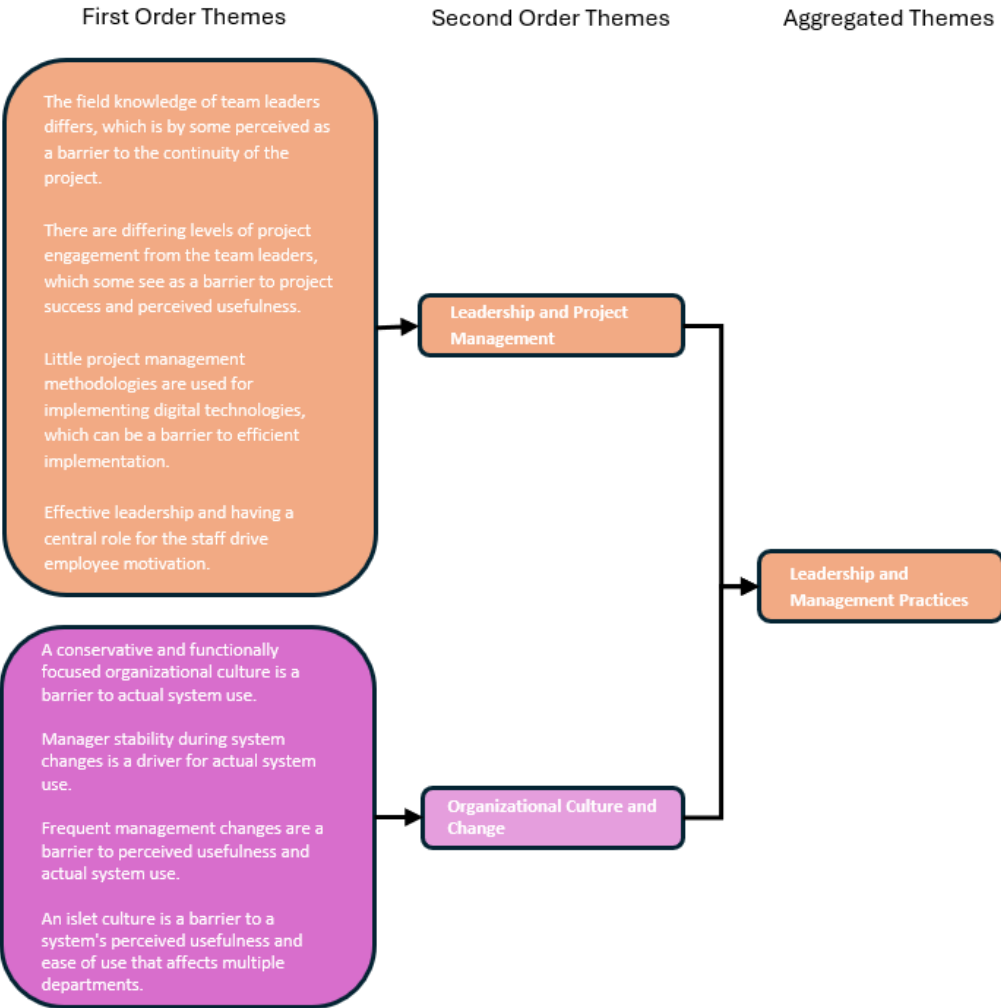 First Order Themes
Second Order Themes
Aggregated Themes
The field knowledge of team leaders
differs, which is by some perceived as
a barrier to the continuity of the
project.
There are differing levels of project
engagement from the team leaders,
which some see as a barrier to project
success and perceived usefulness.
Little project management
methodologies are used for
implementing digital technologies,
which can be a barrier to efficient
implementation.
Effective leadership and having a
central role for the staff drive
employee motivation.
Leadership and Project
Management
A conservative and functionally
focused organizational culture is a
barrier to actual system use.
Manager stability during system
changes is a driver for actual system
use.
Frequent management changes are a
barrier to perceived usefulness and
actual system use.
An islet culture is a barrier to a
system's perceived usefulness and
ease of use that affects multiple
departments.
Organizational Culture and
Change
Leadership and
Management Practices